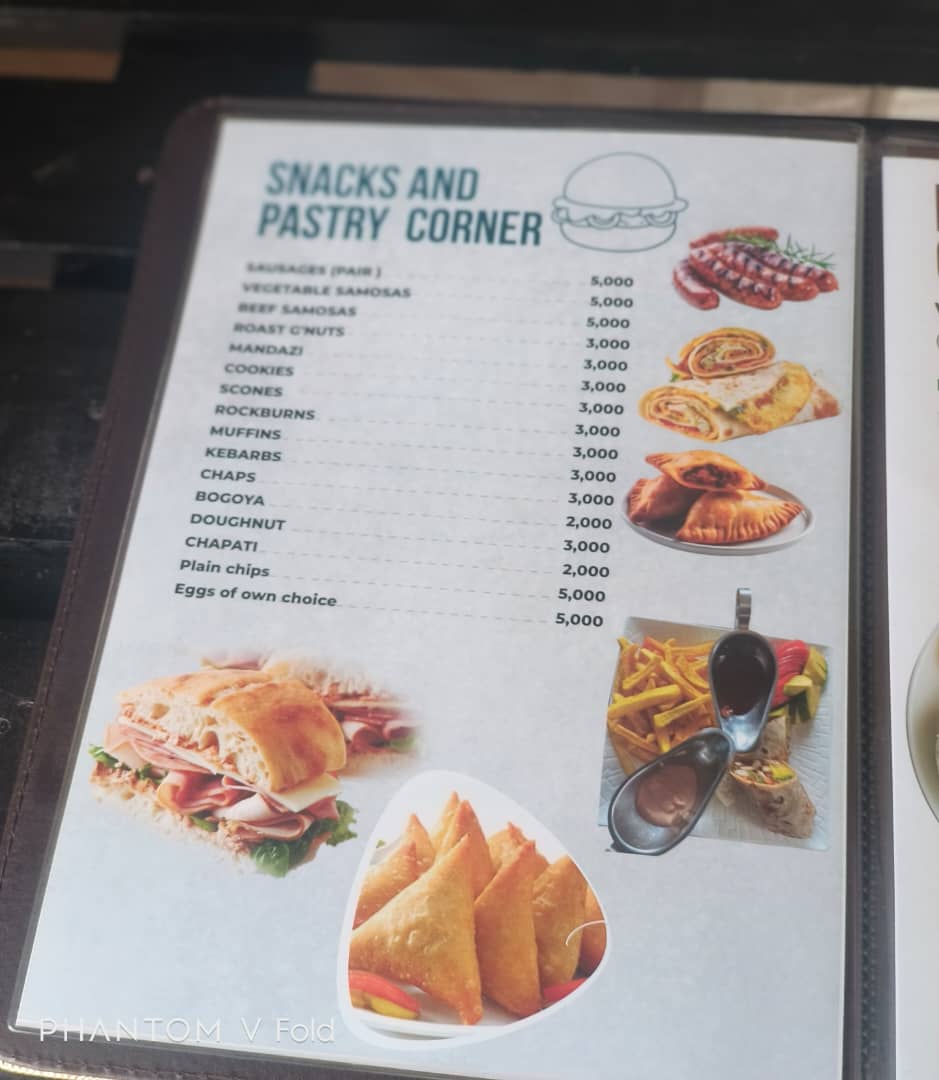 SNACKS AND
PASTRY CORNER
SAUSAGES (PAIR ) 5,000
VEGETABLE SAMOSAS 5,000
BEEF SAMOSAS 5,000
ROAST G'NUTS 3,000
MANDAZI 3,000
COOKIES 3,000
SCONES 3,000
ROCKBURNS 3,000
MUFFINS 3,000
KEBARBS 3,000
CHAPS 3,000
BOGOYA 2,000
DOUGHNUT 3,000
CHAPATI 2,000
Plain chips 5,000
Eggs of own choice 5,000
PHANTOM V Fold